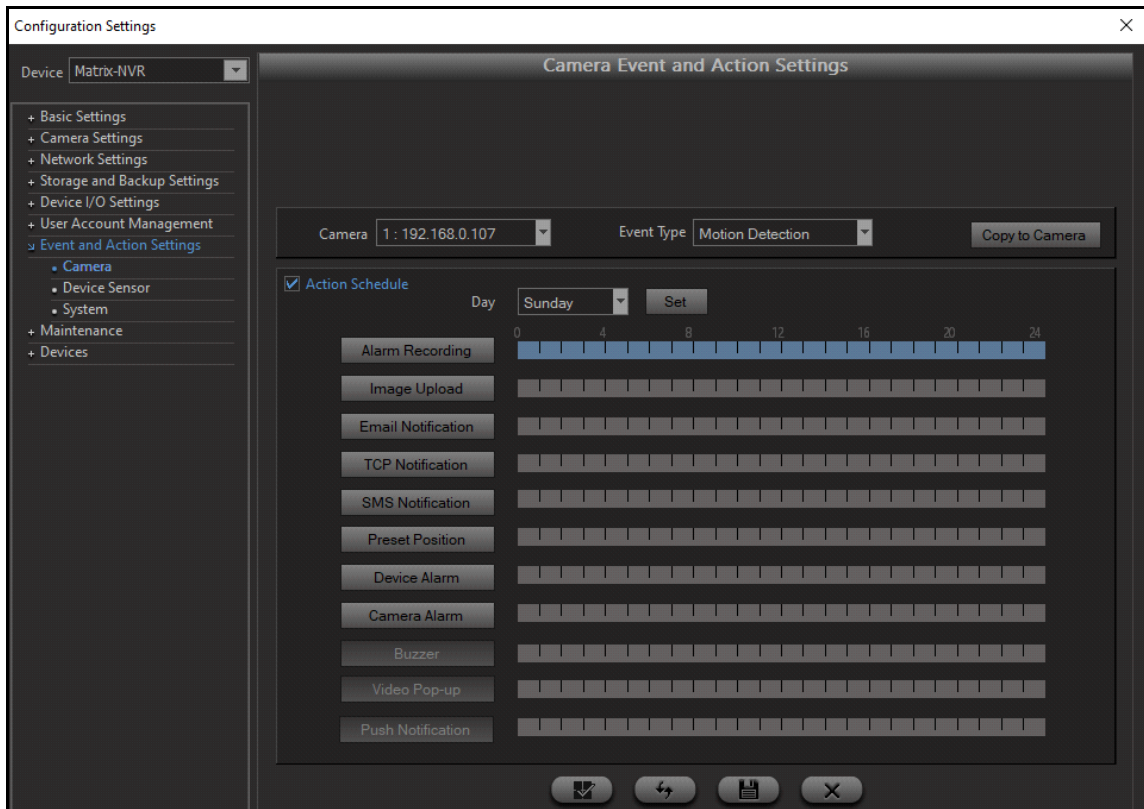 Configuration Settings
Device Matrix-NVR
+ Basic Settings
+ Camera Settings
+ Network Settings
+ Storage and Backup Settings
+ Device I/O Settings
+ User Account Management
Event and Action Settings
• Camera
• Device Sensor
• System
+ Maintenance
+ Devices
Camera Event and Action Settings
Camera 1 : 192.168.0.107 Event Type Motion Detection Copy to Camera
Action Schedule
Day Sunday Set
0 4 8 12 16 20 24
Alarm Recording
Image Upload
Email Notification
TCP Notification
SMS Notification
Preset Position
Device Alarm
Camera Alarm
Buzzer
Video Pop-up
Push Notification